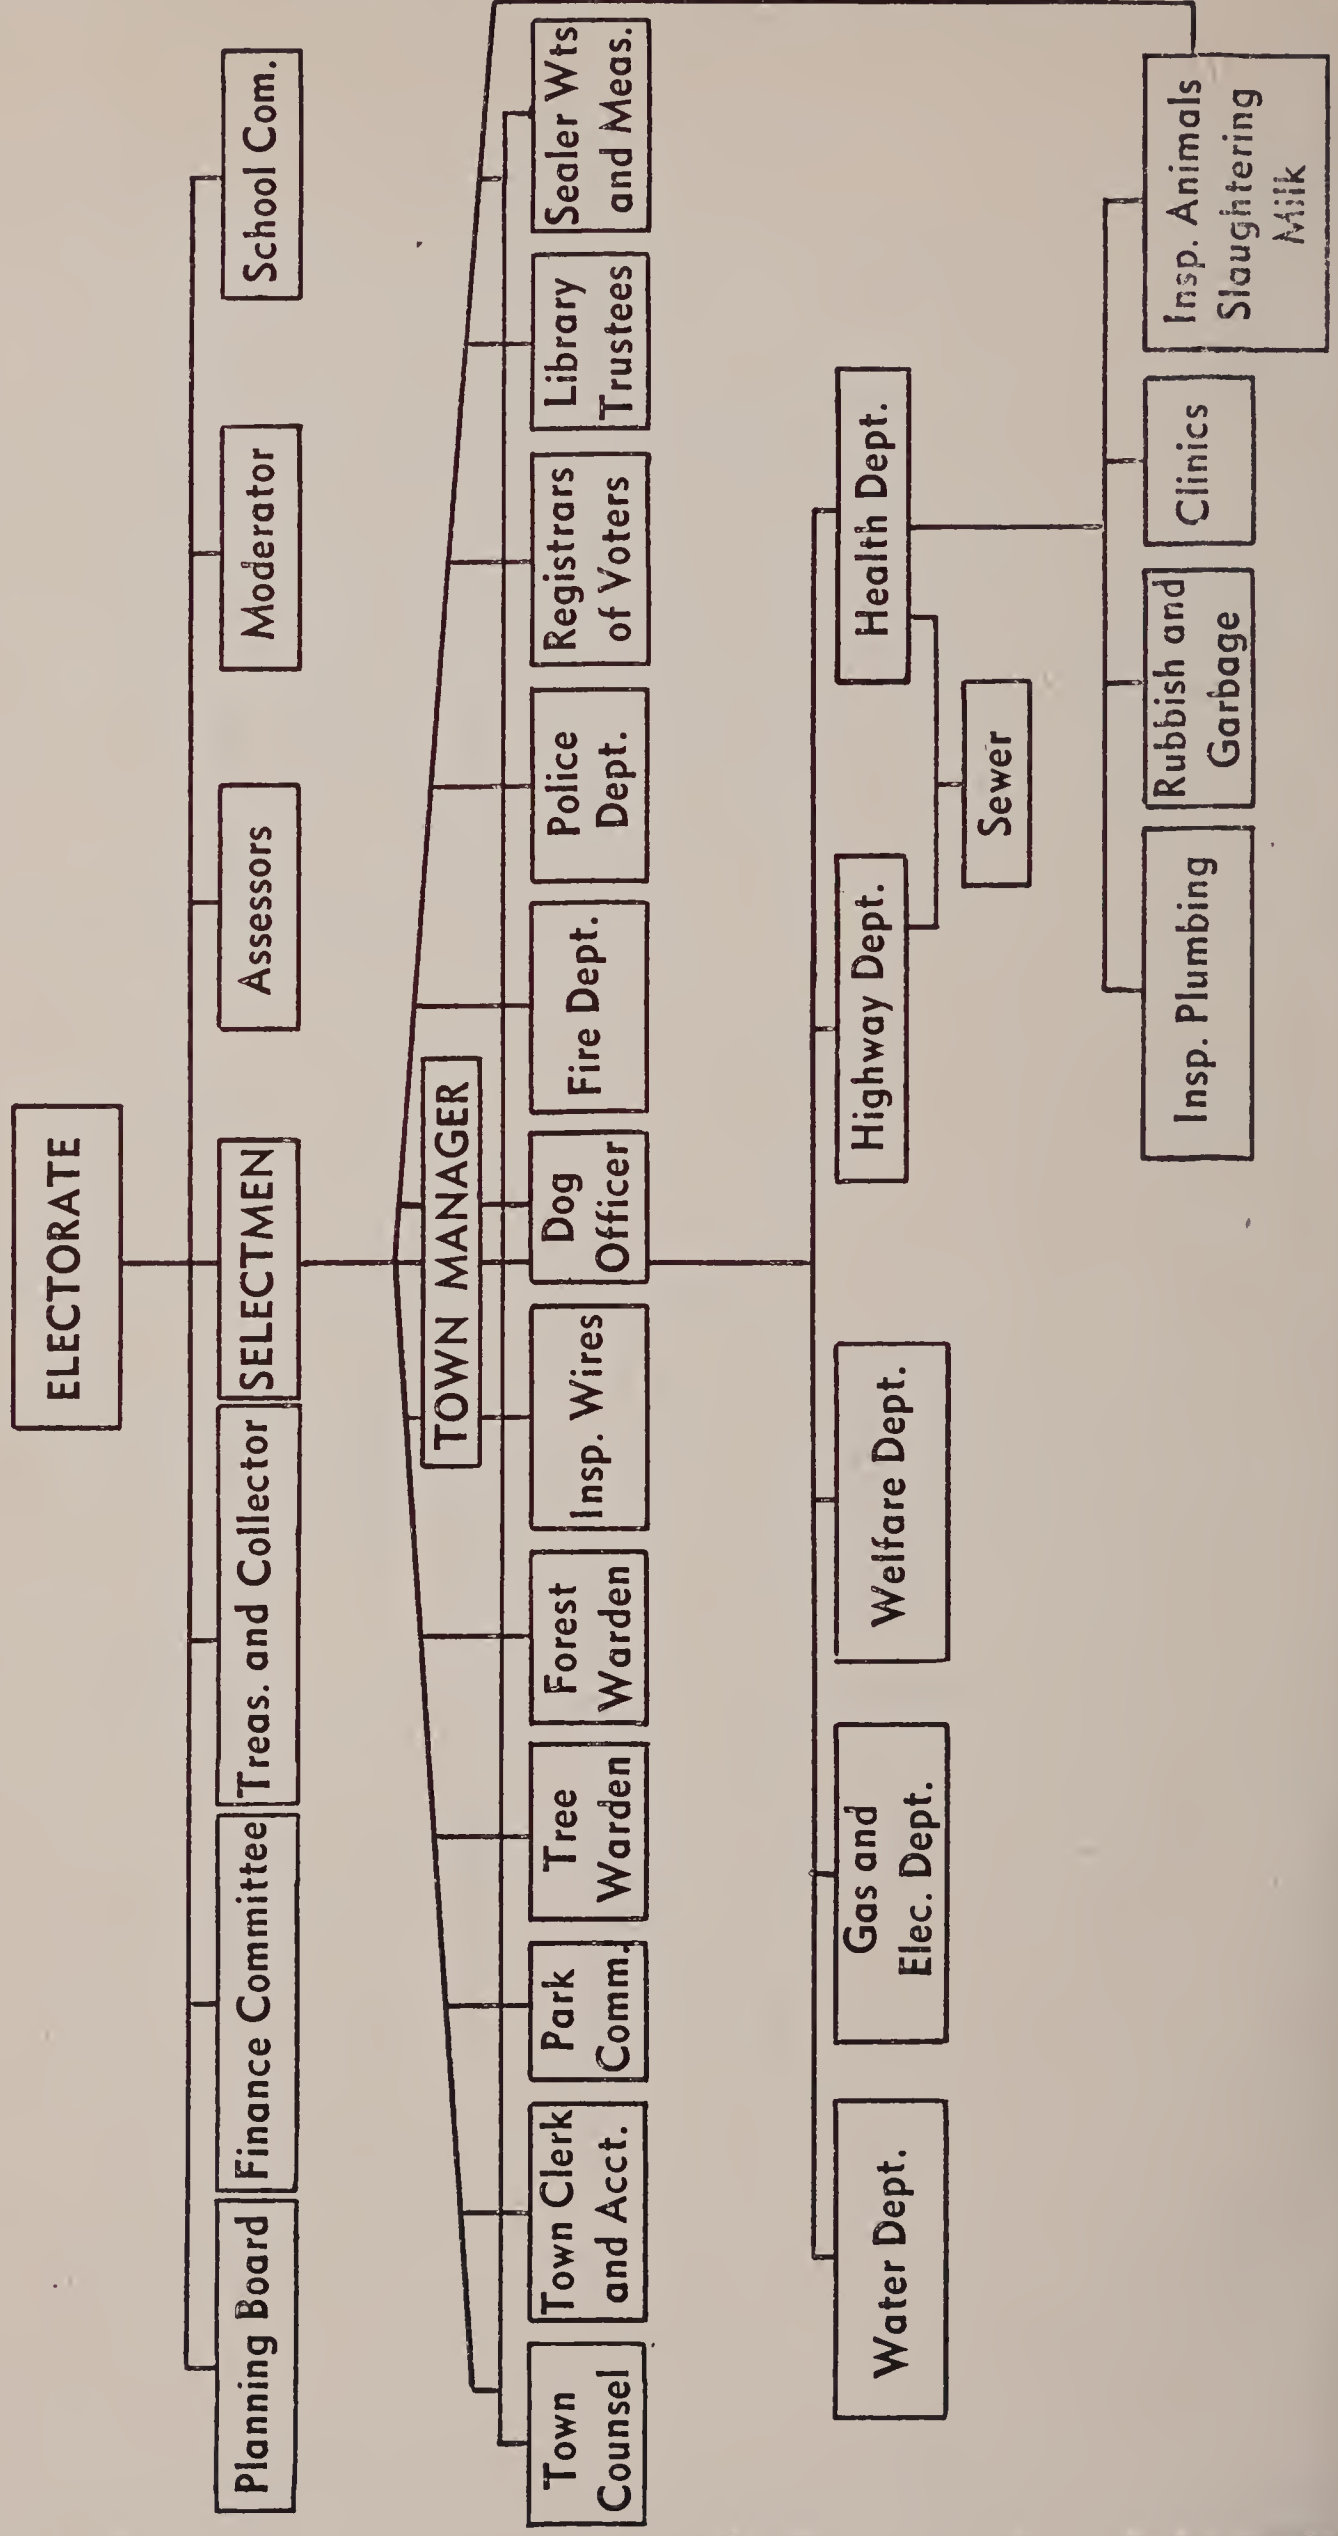 ELECTORATE
Planning Board
Finance Committee
Treas. and Collector
SELECTMEN
Assessors
Moderator
School Com.
TOWN MANAGER
Town
Counsel
Town Clerk
and Acct.
Park
Comm.
Tree
Warden
Forest
Warden
Insp. Wires
Dog
Officer
Fire Dept.
Police
Dept.
Registrars
of Voters
Library
Trustees
Sealer Wts
and Meas.
Water Dept.
Gas and
Elec. Dept.
Welfare Dept.
Highway Dept.
Health Dept.
Sewer
Insp. Plumbing
Rubbish and
Garbage
Clinics
Insp. Animals
Slaughtering
Milk